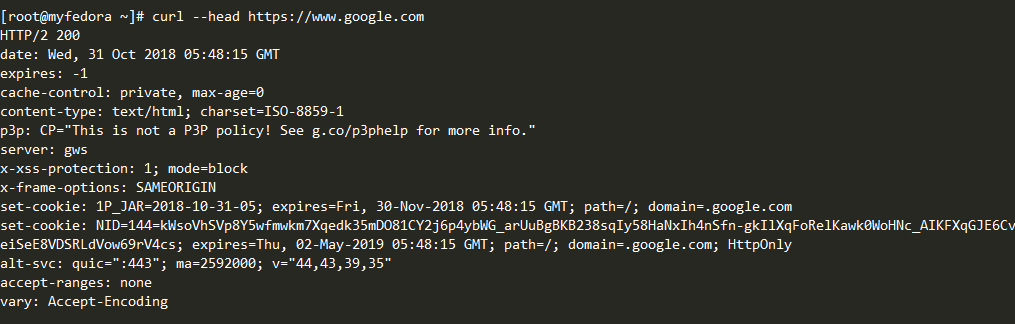 [root@myfedora ~]# curl --head https://www.google.com
HTTP/2 200
date: Wed, 31 Oct 2018 05:48:15 GMT
expires: -1
cache-control: private, max-age=0
content-type: text/html; charset=ISO-8859-1
p3p: CP="This is not a P3P policy! See g.co/p3phelp for more info."
server: gws
x-xss-protection: 1; mode=block
x-frame-options: SAMEORIGIN
set-cookie: 1P_JAR=2018-10-31-05; expires=Fri, 30-Nov-2018 05:48:15 GMT; path=/; domain=.google.com
set-cookie: NID=144=kWsoVhSVp8Y5wfmwkm7Xqedk35mDO81CY2j6p4ybWG_arUuBgBKB238sqIy58HaNxIh4nSfn-gkIlXqFoRelKawk0WoHNc_AIKFXqGJE6Cv
eiSeE8VDSRLdVow69rV4cs; expires=Thu, 02-May-2019 05:48:15 GMT; path=/; domain=.google.com; HttpOnly
alt-svc: quic=":443"; ma=2592000; v="44,43,39,35"
accept-ranges: none
vary: Accept-Encoding